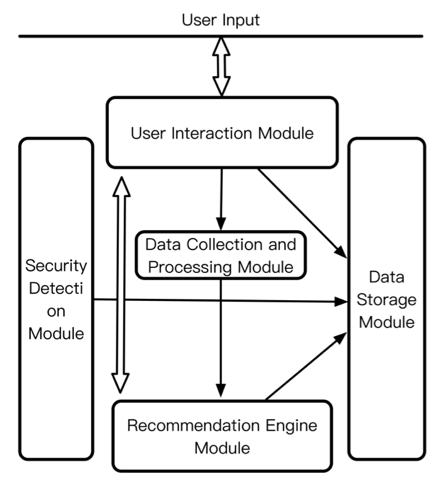 User Input
User Interaction Module
Data Collection and
Processing Module
Security
Detecti
on
Module
Data
Storage
Module
Recommendation Engine
Module